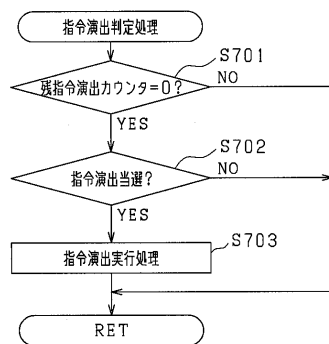 指令演出判定処理
S701
残指令演出カウンタ=0?
NO
YES
S702
指令演出当選?
NO
YES
S703
指令演出実行処理
RET